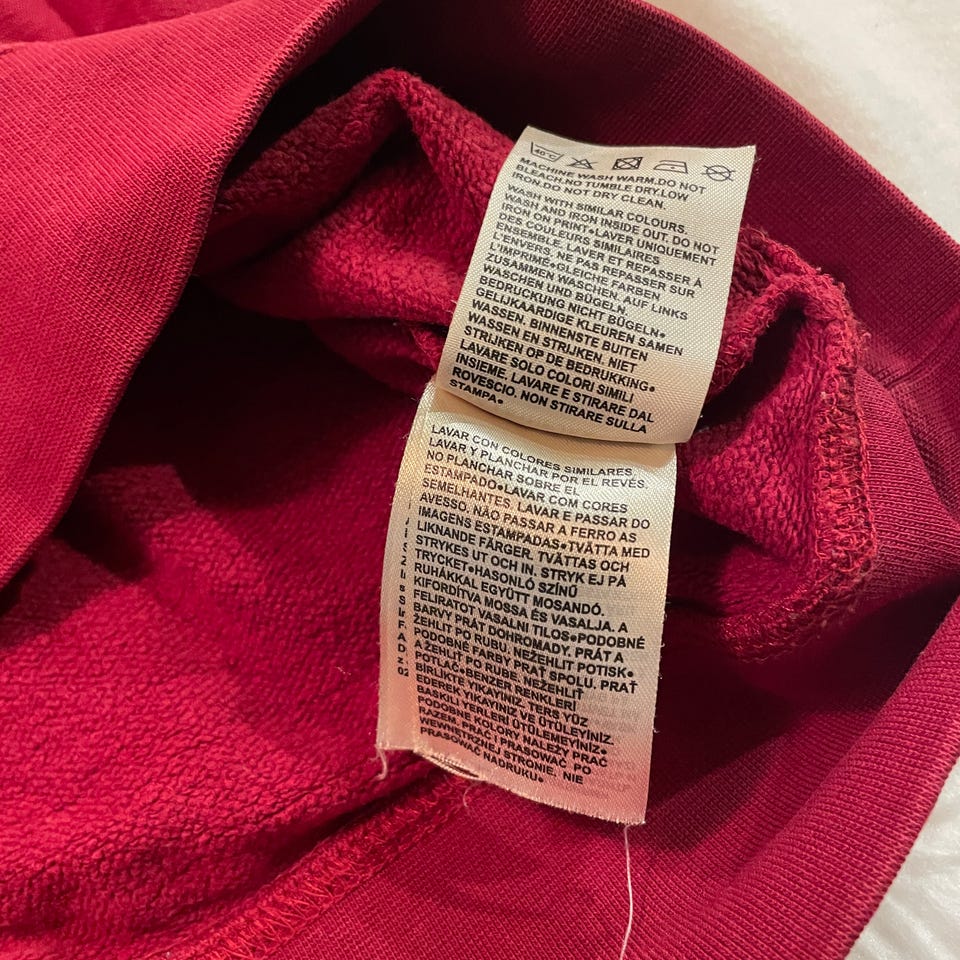 40°C
MACHINE WASH WARM.DO NOT
BLEACH.NO TUMBLE DRY.LOW
IRON.DO NOT DRY CLEAN.
WASH WITH SIMILAR COLOURS.
WASH AND IRON INSIDE OUT. DO NOT
IRON ON PRINT•LAVER UNIQUEMENT
DES COULEURS SIMILAIRES
ENSEMBLE. LAVER ET REPASSER À
L'ENVERS. NE PAS REPASSER SUR
L'IMPRIMÉ•GLEICHE FARBEN
ZUSAMMEN WASCHEN. AUF LINKS
WASCHEN UND BÜGELN.
BEDRUCKUNG NICHT BÜGELN•
GELIJKAARDIGE KLEUREN SAMEN
WASSEN. BINNENSTE BUITEN
WASSEN EN STRIJKEN. NIET
STRIJKEN OP DE BEDRUKKING•
LAVARE SOLO COLORI SIMILI
INSIEME. LAVARE E STIRARE DAL
ROVESCIO. NON STIRARE SULLA
STAMPA•
LAVAR CON COLORES SIMILARES.
LAVAR Y PLANCHAR POR EL REVÉS.
NO PLANCHAR SOBRE EL
ESTAMPADO•LAVAR COM CORES
SEMELHANTES. LAVAR E PASSAR DO
AVESSO. NÃO PASSAR A FERRO AS
IMAGENS ESTAMPADAS•TVÄTTA MED
LIKNANDE FÄRGER. TVÄTTAS OCH
STRYKES UT OCH IN. STRYK EJ PÅ
TRYCKET•HASONLÓ SZÍNŰ
RUHÁKKAL EGYÜTT MOSANDÓ.
KIFORDÍTVA MOSSA ÉS VASALJA. A
FELIRATOT VASALNI TILOS•PODOBNÉ
BARVY PRÁT DOHROMADY. PRÁT A
ŽEHLIT PO RUBU. NEŽEHLIT POTISK•
PODOBNÉ FARBY PRAŤ SPOLU. PRAŤ
A ŽEHLIŤ PO RUBE. NEŽEHLIŤ
POTLAČ•BENZER RENKLERİ
BİRLİKTE YIKAYINIZ. TERS YÜZ
EDEREK YIKAYINIZ VE ÜTÜLEYİNİZ.
BASKILI YERLERİ ÜTÜLEMEYİNİZ•
PODOBNE KOLORY NALEŻY PRAĆ
RAZEM. PRAĆ I PRASOWAĆ PO
WEWNĘTRZNEJ STRONIE. NIE
PRASOWAĆ NADRUKU•